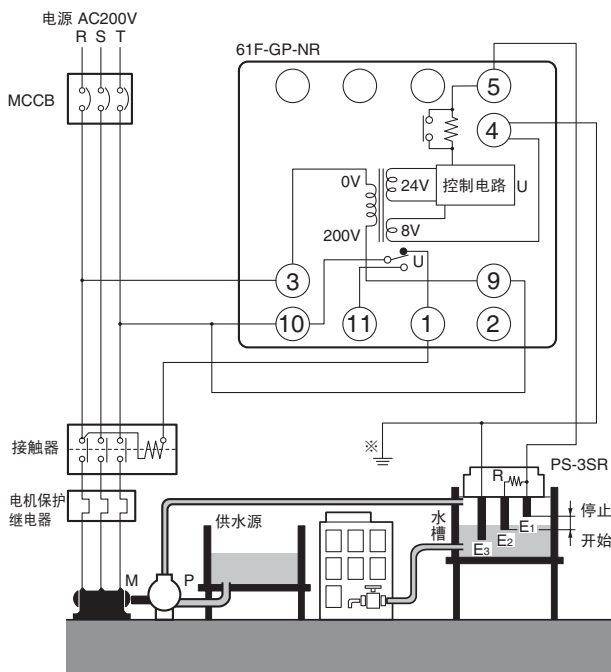 电源 AC200V
R S T
MCCB
61F-GP-NR
5
4
0V
24V
控制电路
U
200V
8V
U
3
9
10
11
1
2
接触器
※
PS-3SR
R
电机保护
继电器
供水源
水
槽
停止
开始
E1
E2
E3
M
P